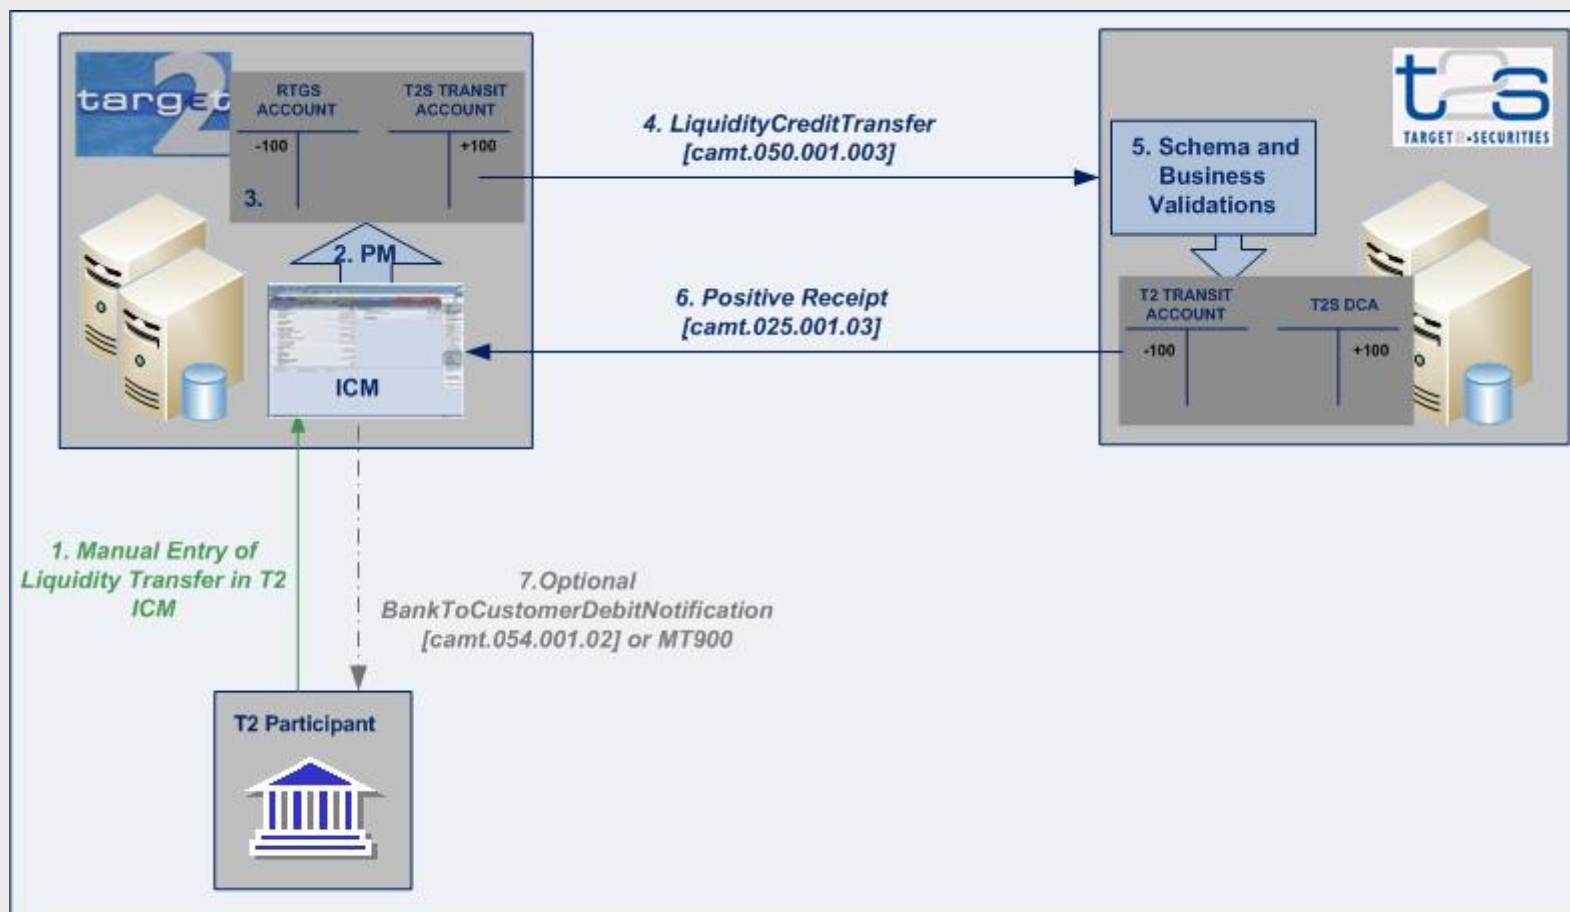 target
2
RTGS
ACCOUNT
T2S TRANSIT
ACCOUNT
-100
+100
3.
2. PM
ICM
4. LiquidityCreditTransfer
[camt.050.001.003]
t2s
TARGET2-SECURITIES
5. Schema and
Business
Validations
6. Positive Receipt
[camt.025.001.03]
T2 TRANSIT
ACCOUNT
T2S DCA
-100
+100
1. Manual Entry of
Liquidity Transfer in T2
ICM
7.Optional
BankToCustomerDebitNotification
[camt.054.001.02] or MT900
T2 Participant